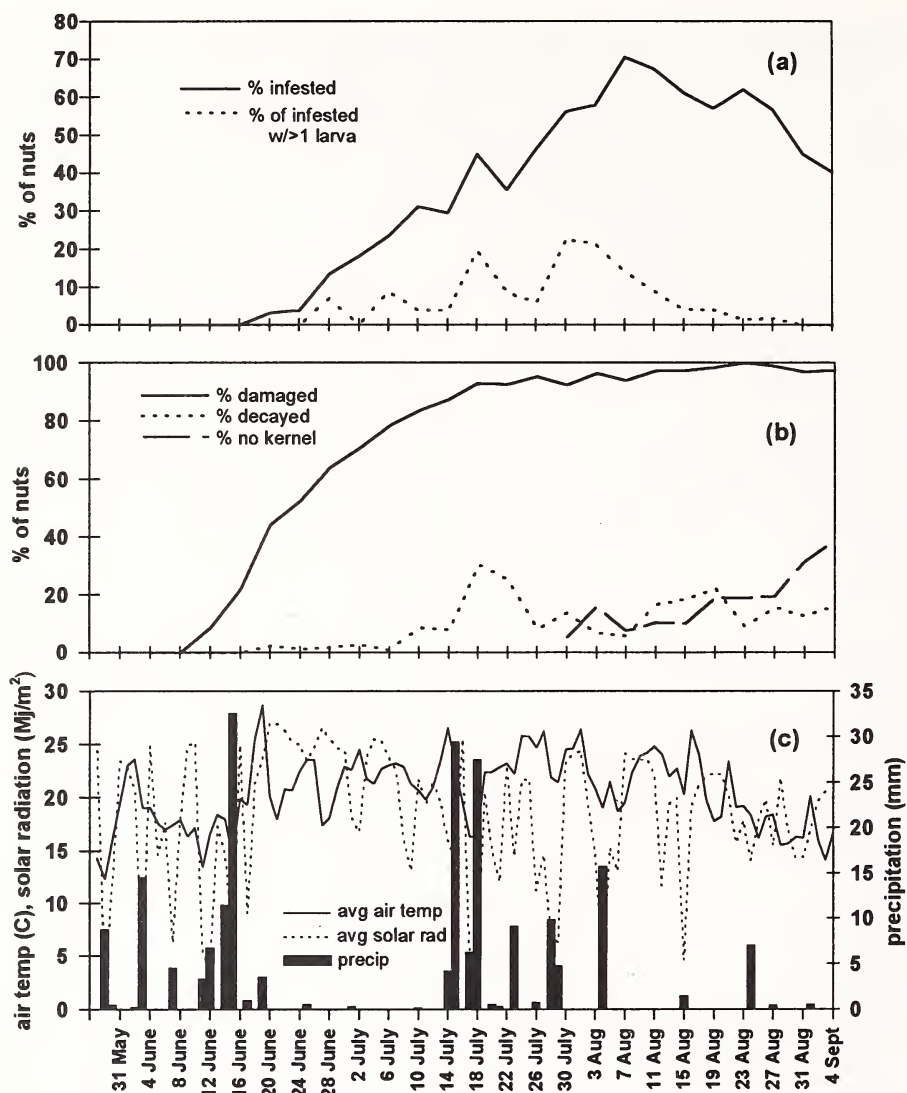 80
70
60
50
40
30
20
10
0
% of nuts
(a)
% infested
% of infested
w/>1 larva
100
80
60
40
20
0
% of nuts
% damaged
% decayed
% no kernel
(b)
30
25
20
15
10
5
0
air temp (C), solar radiation (Mj/m²)
35
30
25
20
15
10
5
0
precipitation (mm)
(c)
avg air temp
avg solar rad
precip
31 May
4 June
8 June
12 June
16 June
20 June
24 June
28 June
2 July
6 July
10 July
14 July
18 July
22 July
26 July
30 July
3 Aug
7 Aug
11 Aug
15 Aug
19 Aug
23 Aug
27 Aug
31 Aug
4 Sept